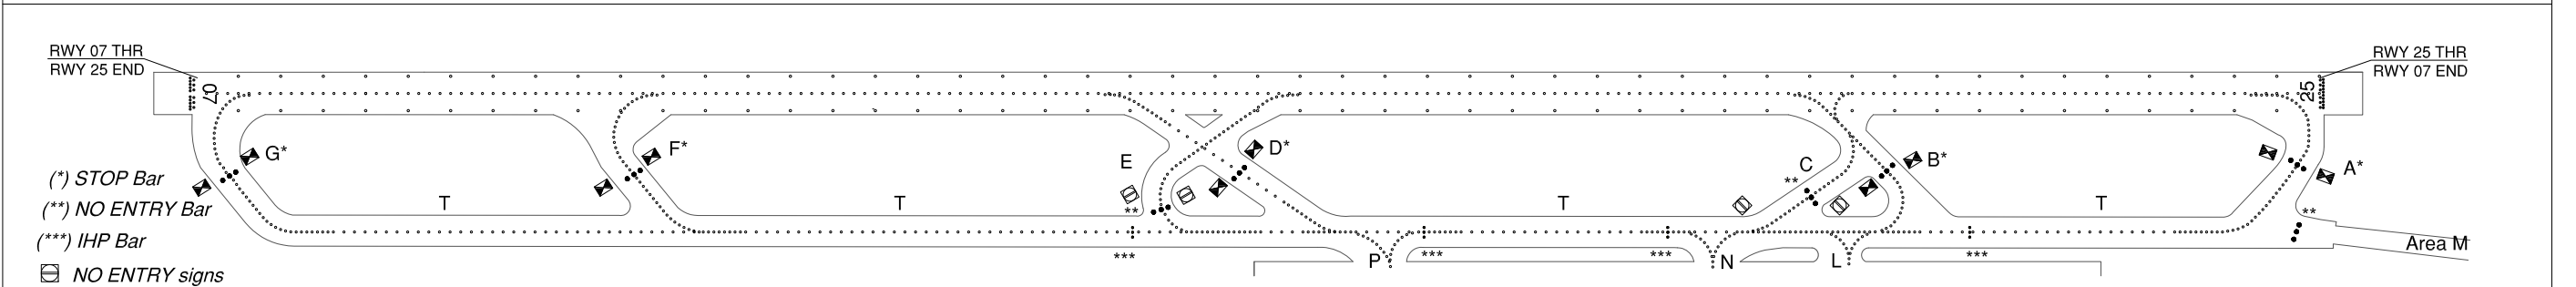 RWY 07 THR
RWY 25 END
RWY 25 THR
RWY 07 END
07
25
G*
F*
E
D*
C
**
B*
A*
(*) STOP Bar
(**) NO ENTRY Bar
T
T
**
T
T
**
(***) IHP Bar
***
P
***
***
N
L
***
Area M
NO ENTRY signs